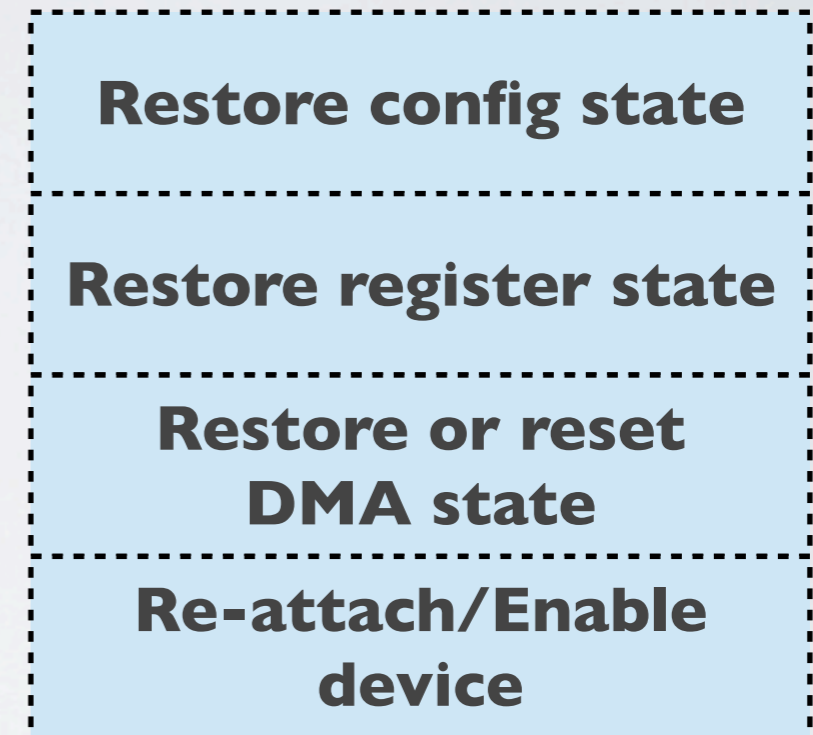 Restore config state
Restore register state
Restore or reset
DMA state
Re-attach/Enable
device